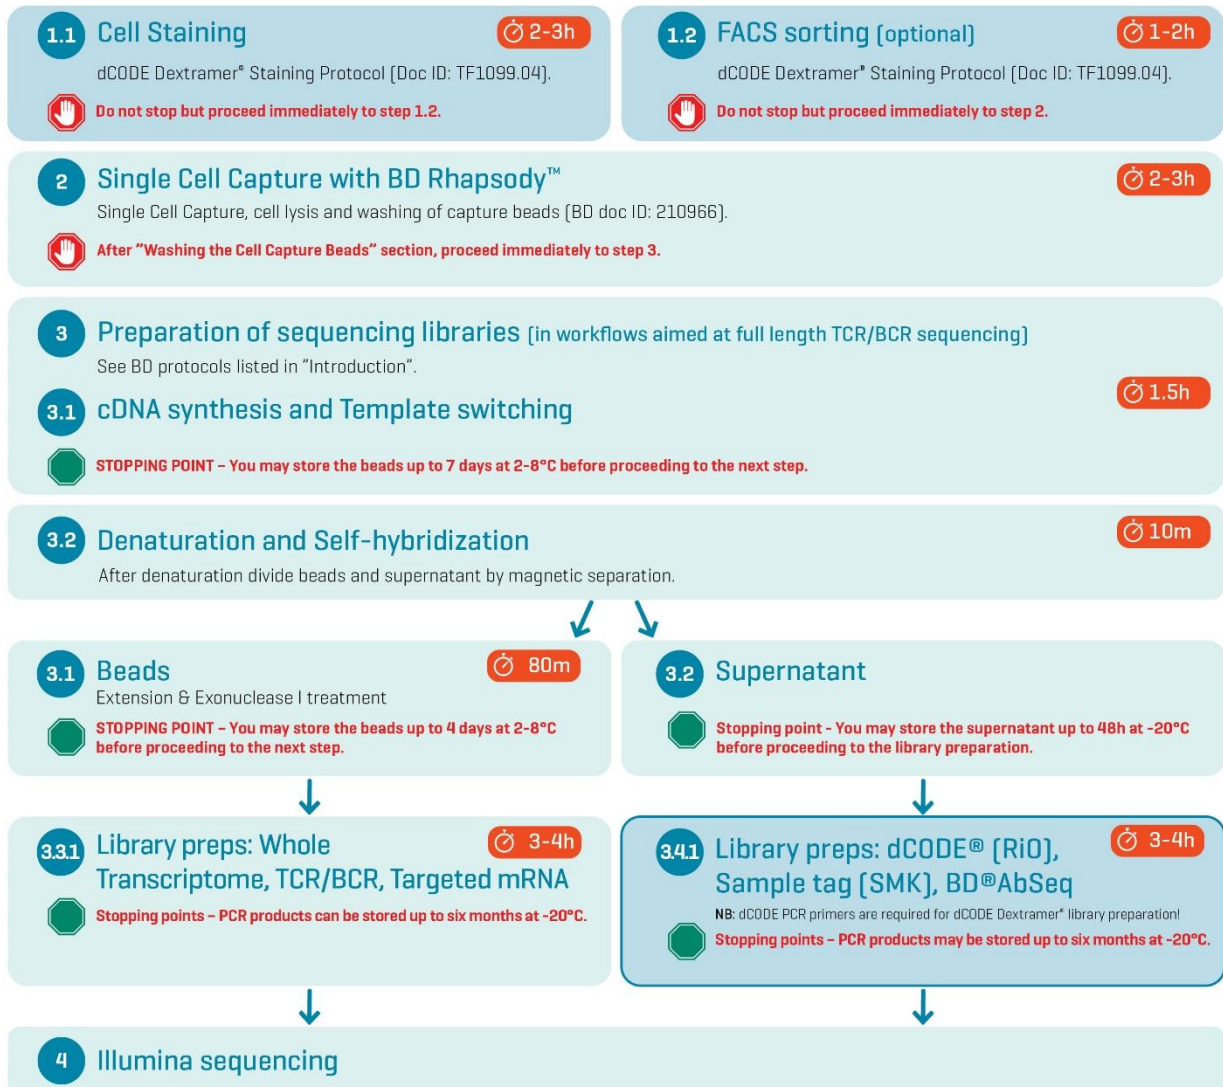 1.1 Cell Staining 2-3h
dCODE Dextramer® Staining Protocol (Doc ID: TF1099.04).
Do not stop but proceed immediately to step 1.2.
1.2 FACS sorting (optional) 1-2h
dCODE Dextramer® Staining Protocol (Doc ID: TF1099.04).
Do not stop but proceed immediately to step 2.
2 Single Cell Capture with BD Rhapsody™ 2-3h
Single Cell Capture, cell lysis and washing of capture beads (BD doc ID: 210966).
After "Washing the Cell Capture Beads" section, proceed immediately to step 3.
3 Preparation of sequencing libraries (in workflows aimed at full length TCR/BCR sequencing)
See BD protocols listed in "Introduction".
3.1 cDNA synthesis and Template switching 1.5h
STOPPING POINT – You may store the beads up to 7 days at 2-8°C before proceeding to the next step.
3.2 Denaturation and Self-hybridization 10m
After denaturation divide beads and supernatant by magnetic separation.
3.1 Beads 80m
Extension & Exonuclease I treatment
STOPPING POINT – You may store the beads up to 4 days at 2-8°C
before proceeding to the next step.
3.2 Supernatant
Stopping point - You may store the supernatant up to 48h at -20°C
before proceeding to the library preparation.
3.3.1 Library preps: Whole 3-4h
Transcriptome, TCR/BCR, Targeted mRNA
Stopping points – PCR products can be stored up to six months at -20°C.
3.4.1 Library preps: dCODE® (RiO), 3-4h
Sample tag (SMK), BD®AbSeq
NB: dCODE PCR primers are required for dCODE Dextramer® library preparation!
Stopping points – PCR products may be stored up to six months at -20°C.
4 Illumina sequencing